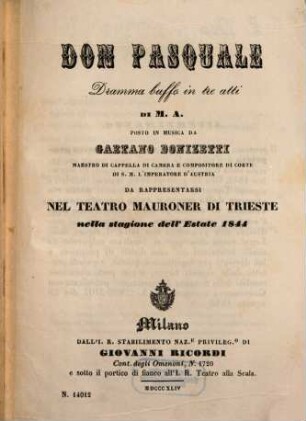 DOM PASQUALE
Dramma buffo in tre atti
DI M. A.
POSTO IN MUSICA DA
GAETANO DONIZETTI
MAESTRO DI CAPPELLA DI CAMERA E COMPOSITORE DI CORTE
DI S. M. L'IMPERATORE D'AUSTRIA
DA RAPPRESENTARSI
NEL TEATRO MAURONER DI TRIESTE
nella stagione dell'Estate 1844
Milano
DALL'I. R. STABILIMENTO NAZ.e PRIVILEG.o DI
GIOVANNI RICORDI
Cont. degli Omenoni, N. 1720
e sotto il portico di fianco all'I. R. Teatro alla Scala.
MDCCCXLIV
N. 14012